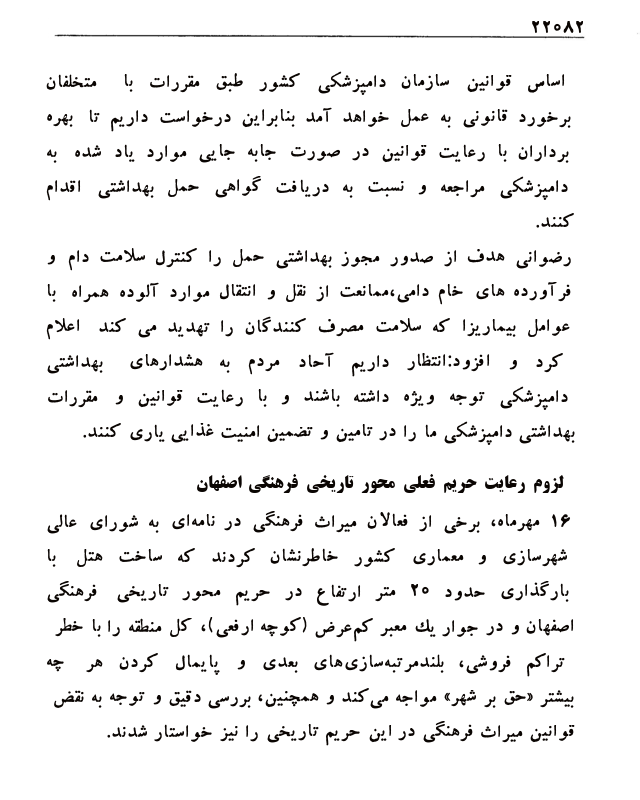 ۲۲۰۸۲
اساس قوانین سازمان دامپزشکی کشور طبق مقررات با متخلفان
برخورد قانونی به عمل خواهد آمد بنابراین درخواست داریم تا بهره
برداران با رعایت قوانین در صورت جابه جایی موارد یاد شده به
دامپزشکی مراجعه و نسبت به دریافت گواهی حمل بهداشتی اقدام
کنند.
رضوانی هدف از صدور مجوز بهداشتی حمل را کنترل سلامت دام و
فرآورده های خام دامی،ممانعت از نقل و انتقال موارد آلوده همراه با
عوامل بیماریزا که سلامت مصرف کنندگان را تهدید می کند اعلام
کرد و افزود:انتظار داریم آحاد مردم به هشدارهای بهداشتی
دامپزشکی توجه ویژه داشته باشند و با رعایت قوانین و مقررات
بهداشتی دامپزشکی ما را در تامین و تضمین امنیت غذایی یاری کنند.
لزوم رعایت حریم فعلی محور تاریخی فرهنگی اصفهان
۱۶ مهرماه، برخی از فعالان میراث فرهنگی در نامه‌ای به شورای عالی
شهرسازی و معماری کشور خاطرنشان کردند که ساخت هتل با
بارگذاری حدود ۲۰ متر ارتفاع در حریم محور تاریخی فرهنگی
اصفهان و در جوار یك معبر کم‌عرض (کوچه ارفعی)، کل منطقه را با خطر
تراکم فروشی، بلندمرتبه‌سازی‌های بعدی و پایمال کردن هر چه
بیشتر «حق بر شهر» مواجه می‌کند و همچنین، بررسی دقیق و توجه به نقض
قوانین میراث فرهنگی در این حریم تاریخی را نیز خواستار شدند.